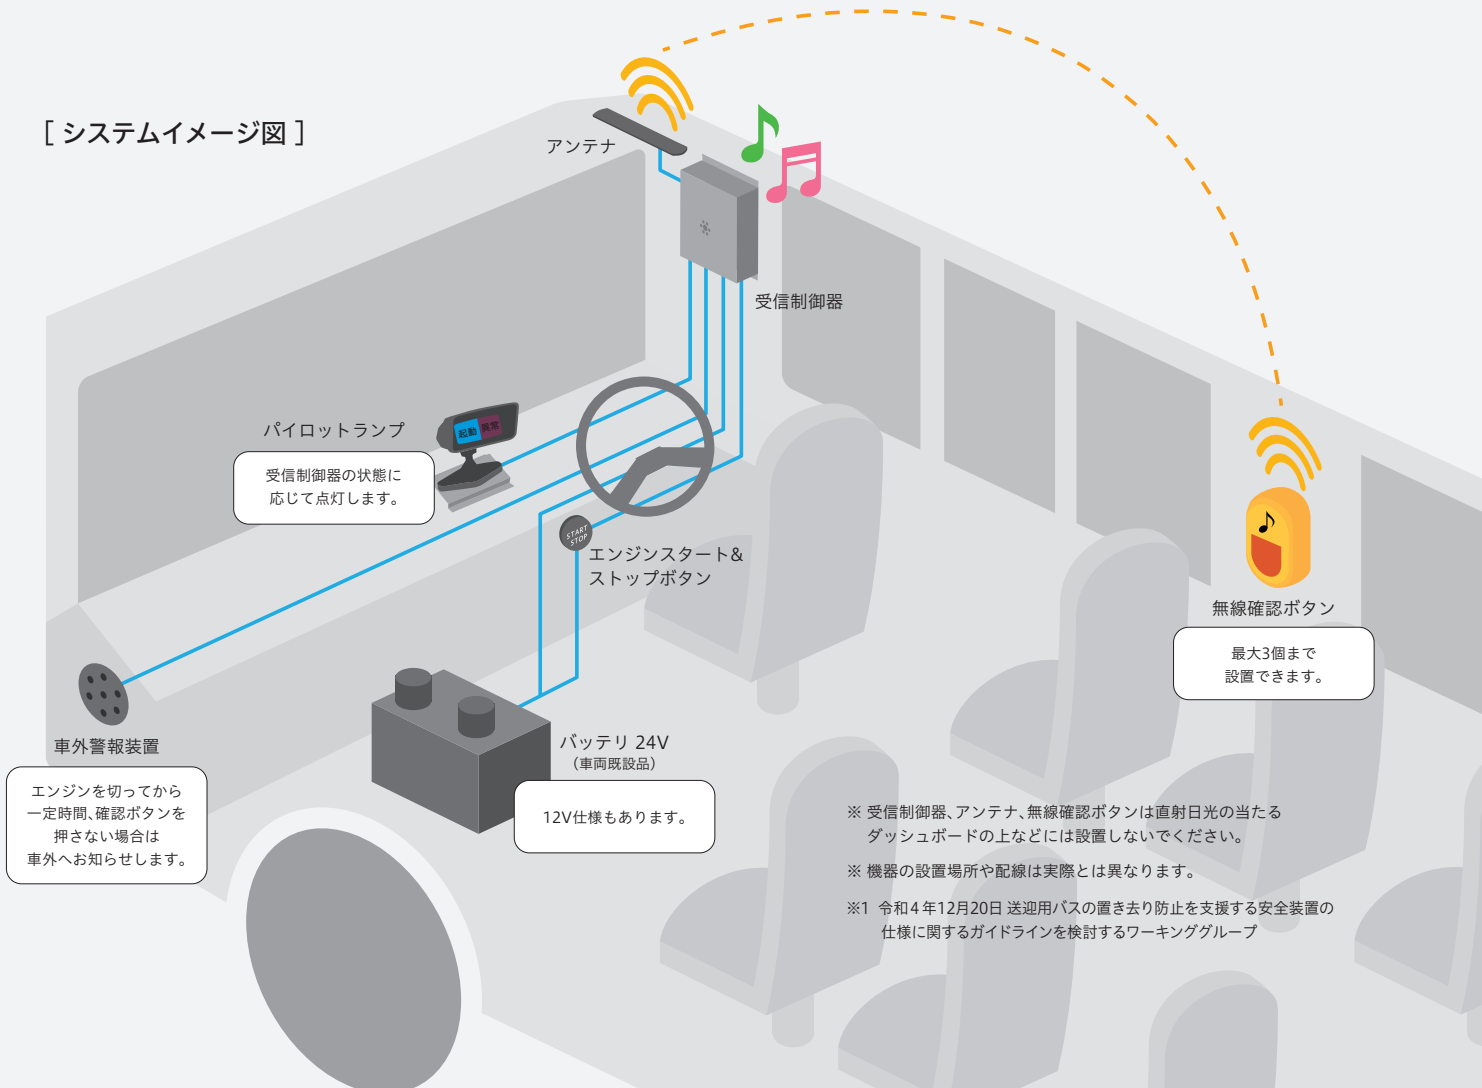 [ システムイメージ図 ]
アンテナ
受信制御器
パイロットランプ
起動 異常
受信制御器の状態に
応じて点灯します。
START
STOP
エンジンスタート&
ストップボタン
無線確認ボタン
最大3個まで
設置できます。
車外警報装置
エンジンを切ってから
一定時間、確認ボタンを
押さない場合は
車外へお知らせします。
バッテリ 24V
（車両既設品）
12V仕様もあります。
※ 受信制御器、アンテナ、無線確認ボタンは直射日光の当たる
ダッシュボードの上などには設置しないでください。
※ 機器の設置場所や配線は実際とは異なります。
※1 令和4年12月20日 送迎用バスの置き去り防止を支援する安全装置の
仕様に関するガイドラインを検討するワーキンググループ